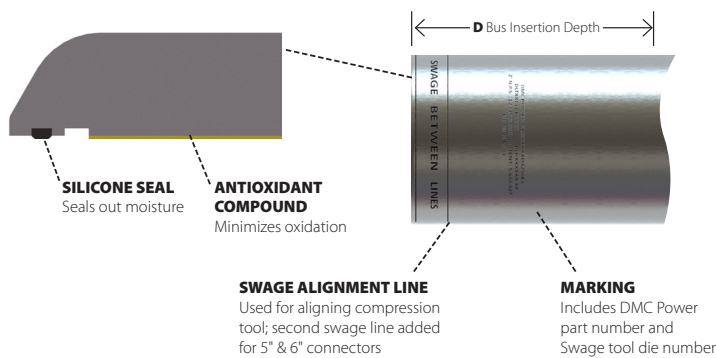 D Bus Insertion Depth
SWAGE BETWEEN LINES
SILICONE SEAL
Seals out moisture
ANTIOXIDANT
COMPOUND
Minimizes oxidation
SWAGE ALIGNMENT LINE
Used for aligning compression
tool; second swage line added
for 5" & 6" connectors
MARKING
Includes DMC Power
part number and
Swage tool die number